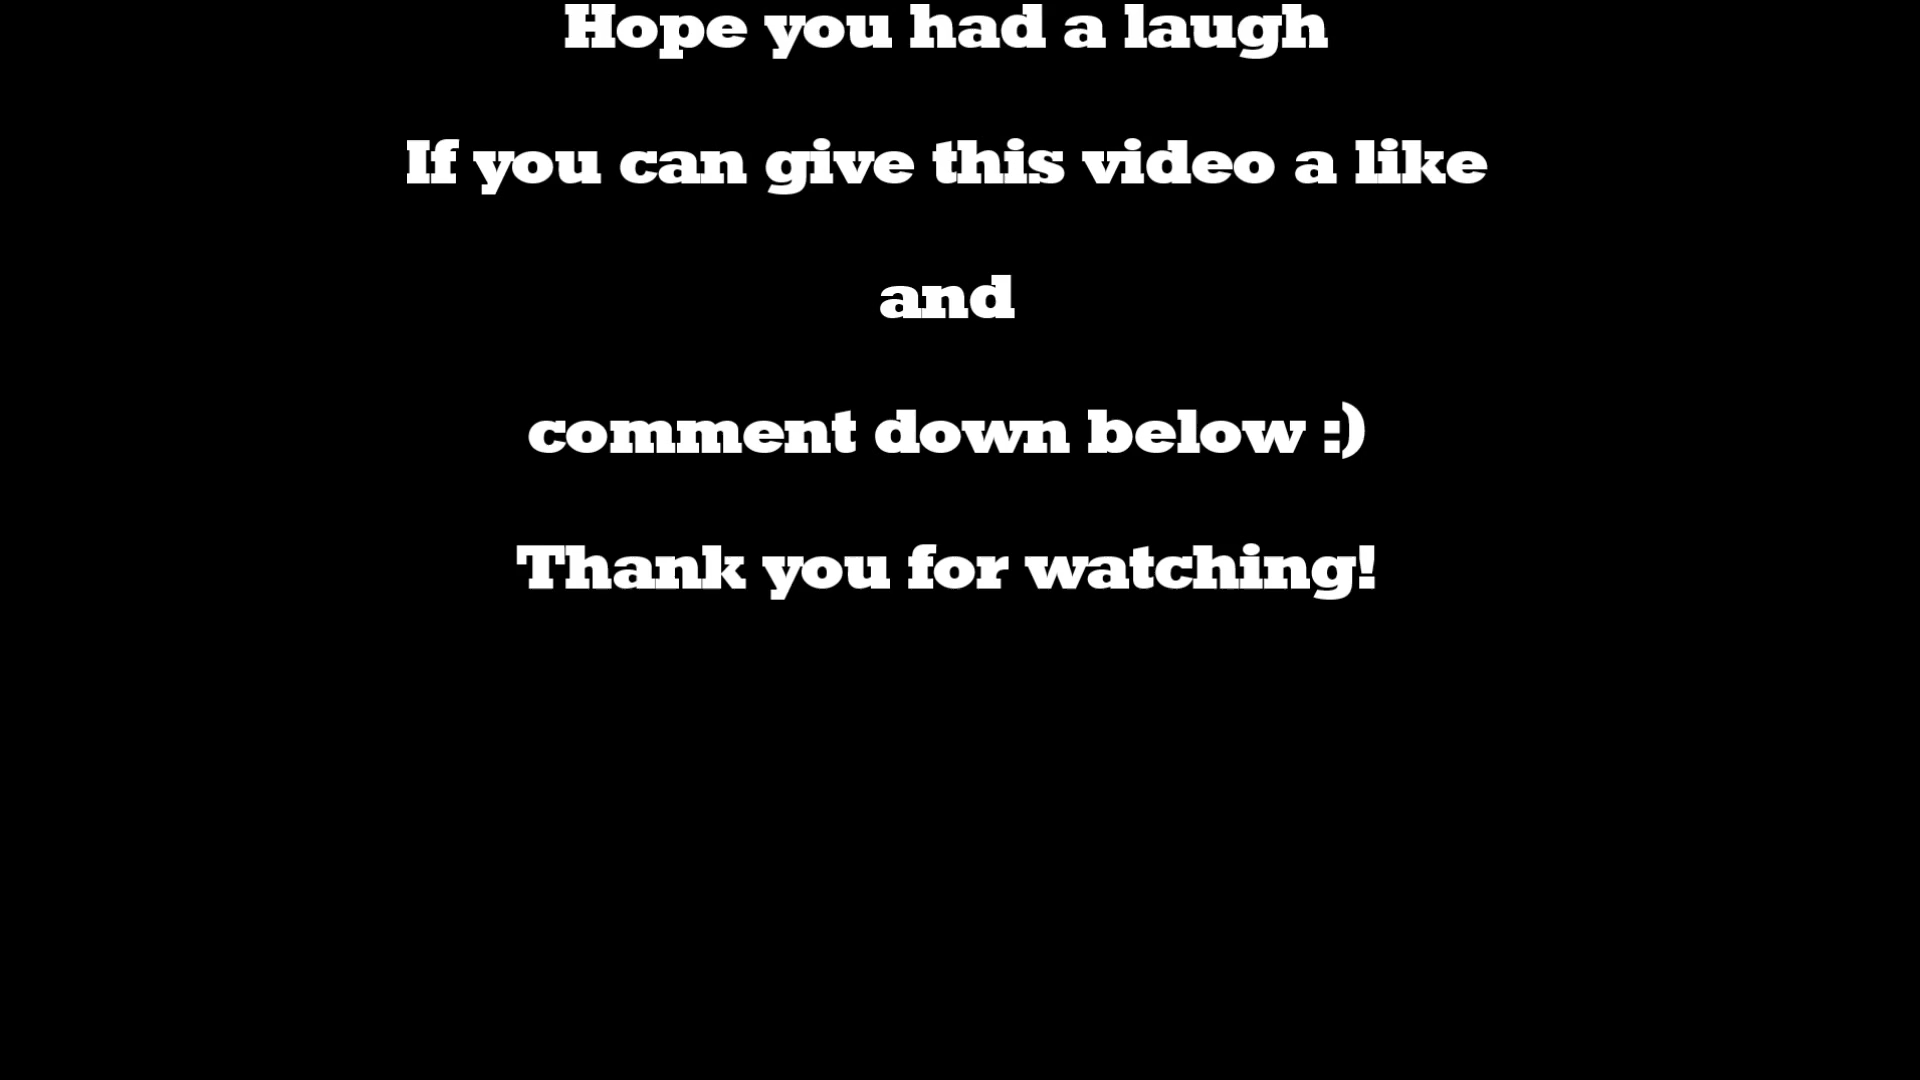 Hope you had a laugh
If you can give this video a like
and
comment down below :)
Thank you for watching!